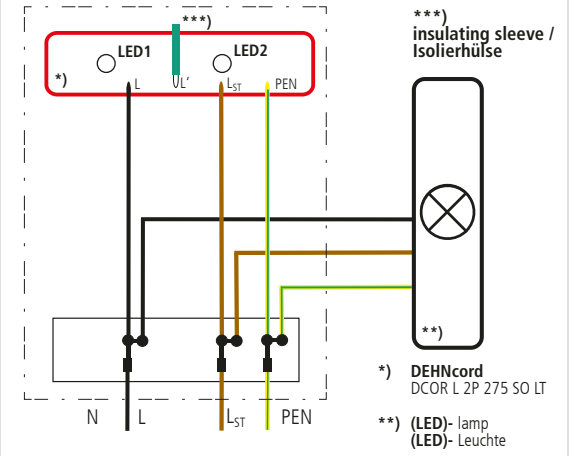 ***)
insulating sleeve /
Isolierhülse
***)
LED1
LED2
*)
L
L'
LST
PEN
**)
*) DEHNcord
DCOR L 2P 275 SO LT
N
L
LST
PEN
**) (LED)- lamp
(LED)- Leuchte